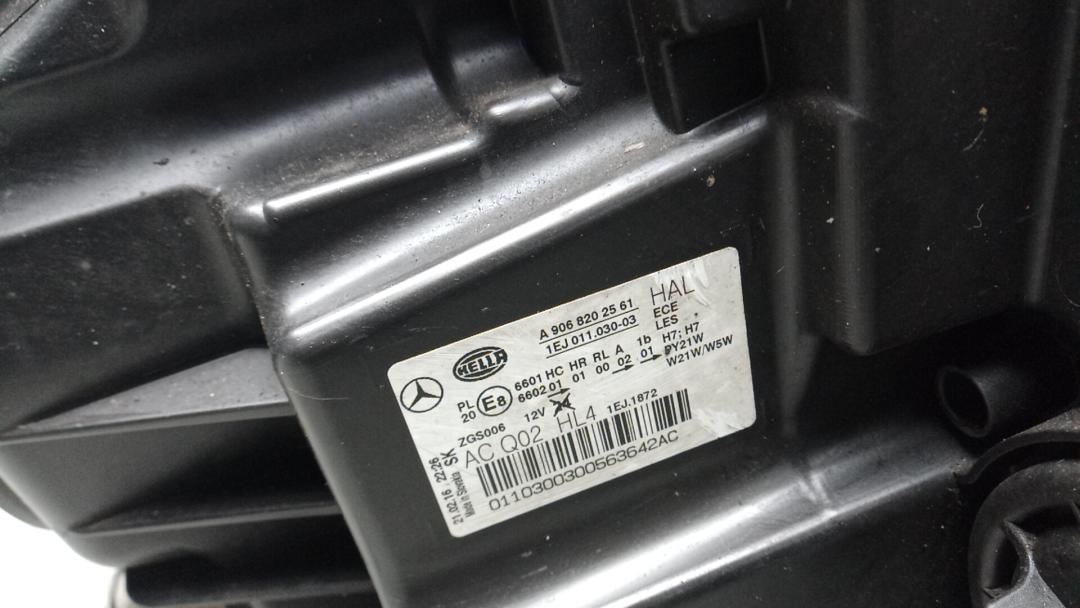 A 906 820 25 61
1EJ 011.030-03
HAL
ECE
LES
HELLA
PL
20
E8
6601 HC HR RL A 1b
6602 01 01 00 02 01
H7; H7
PY21W
W21W/W5W
12V
ZGS006
AC Q02 HL4
1EJ.1872
0110300300563642AC
21.02.16, 22:26
Made in Slovakia
SK